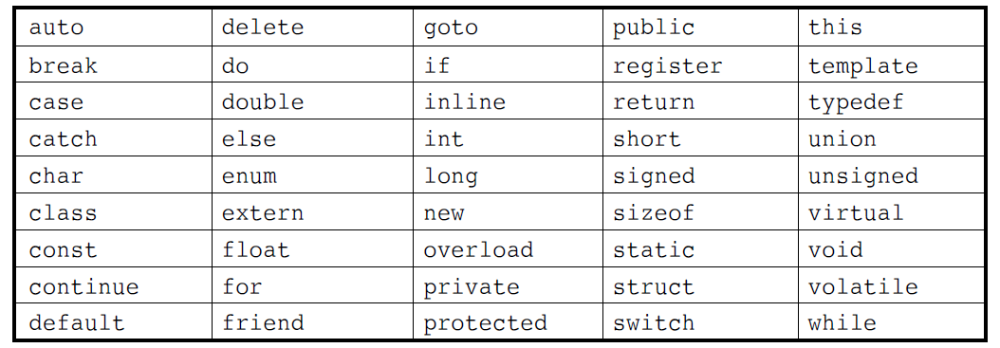 auto delete goto public this
break do if register template
case double inline return typedef
catch else int short union
char enum long signed unsigned
class extern new sizeof virtual
const float overload static void
continue for private struct volatile
default friend protected switch while